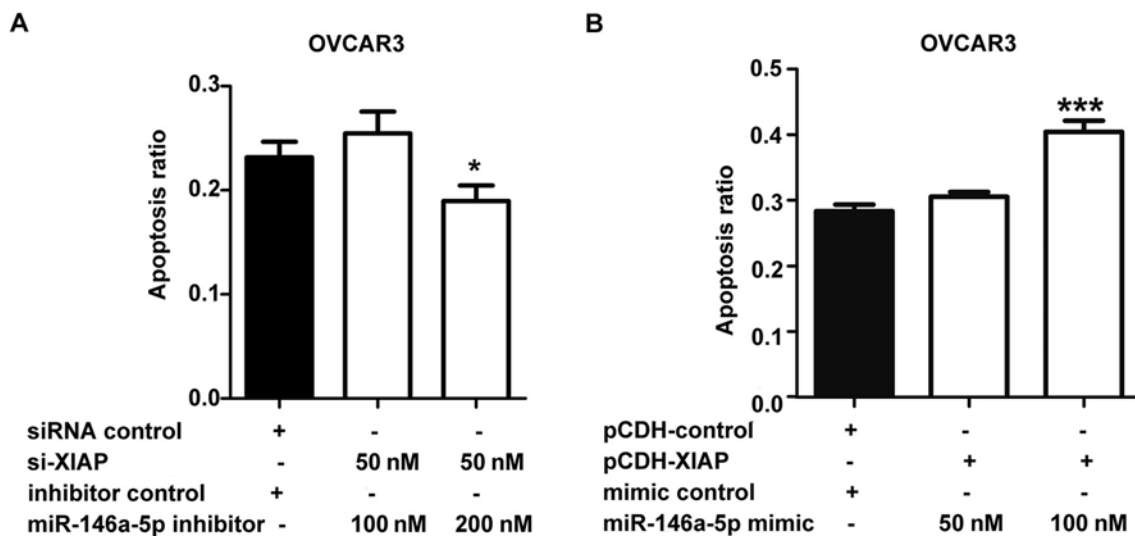 A
OVCAR3
Apoptosis ratio
0.3
0.2
0.1
0.0
*
siRNA control + - -
si-XIAP - 50 nM 50 nM
inhibitor control + - -
miR-146a-5p inhibitor - 100 nM 200 nM
B
OVCAR3
Apoptosis ratio
0.5
0.4
0.3
0.2
0.1
0.0
***
pCDH-control + - -
pCDH-XIAP - + +
mimic control + - -
miR-146a-5p mimic - 50 nM 100 nM